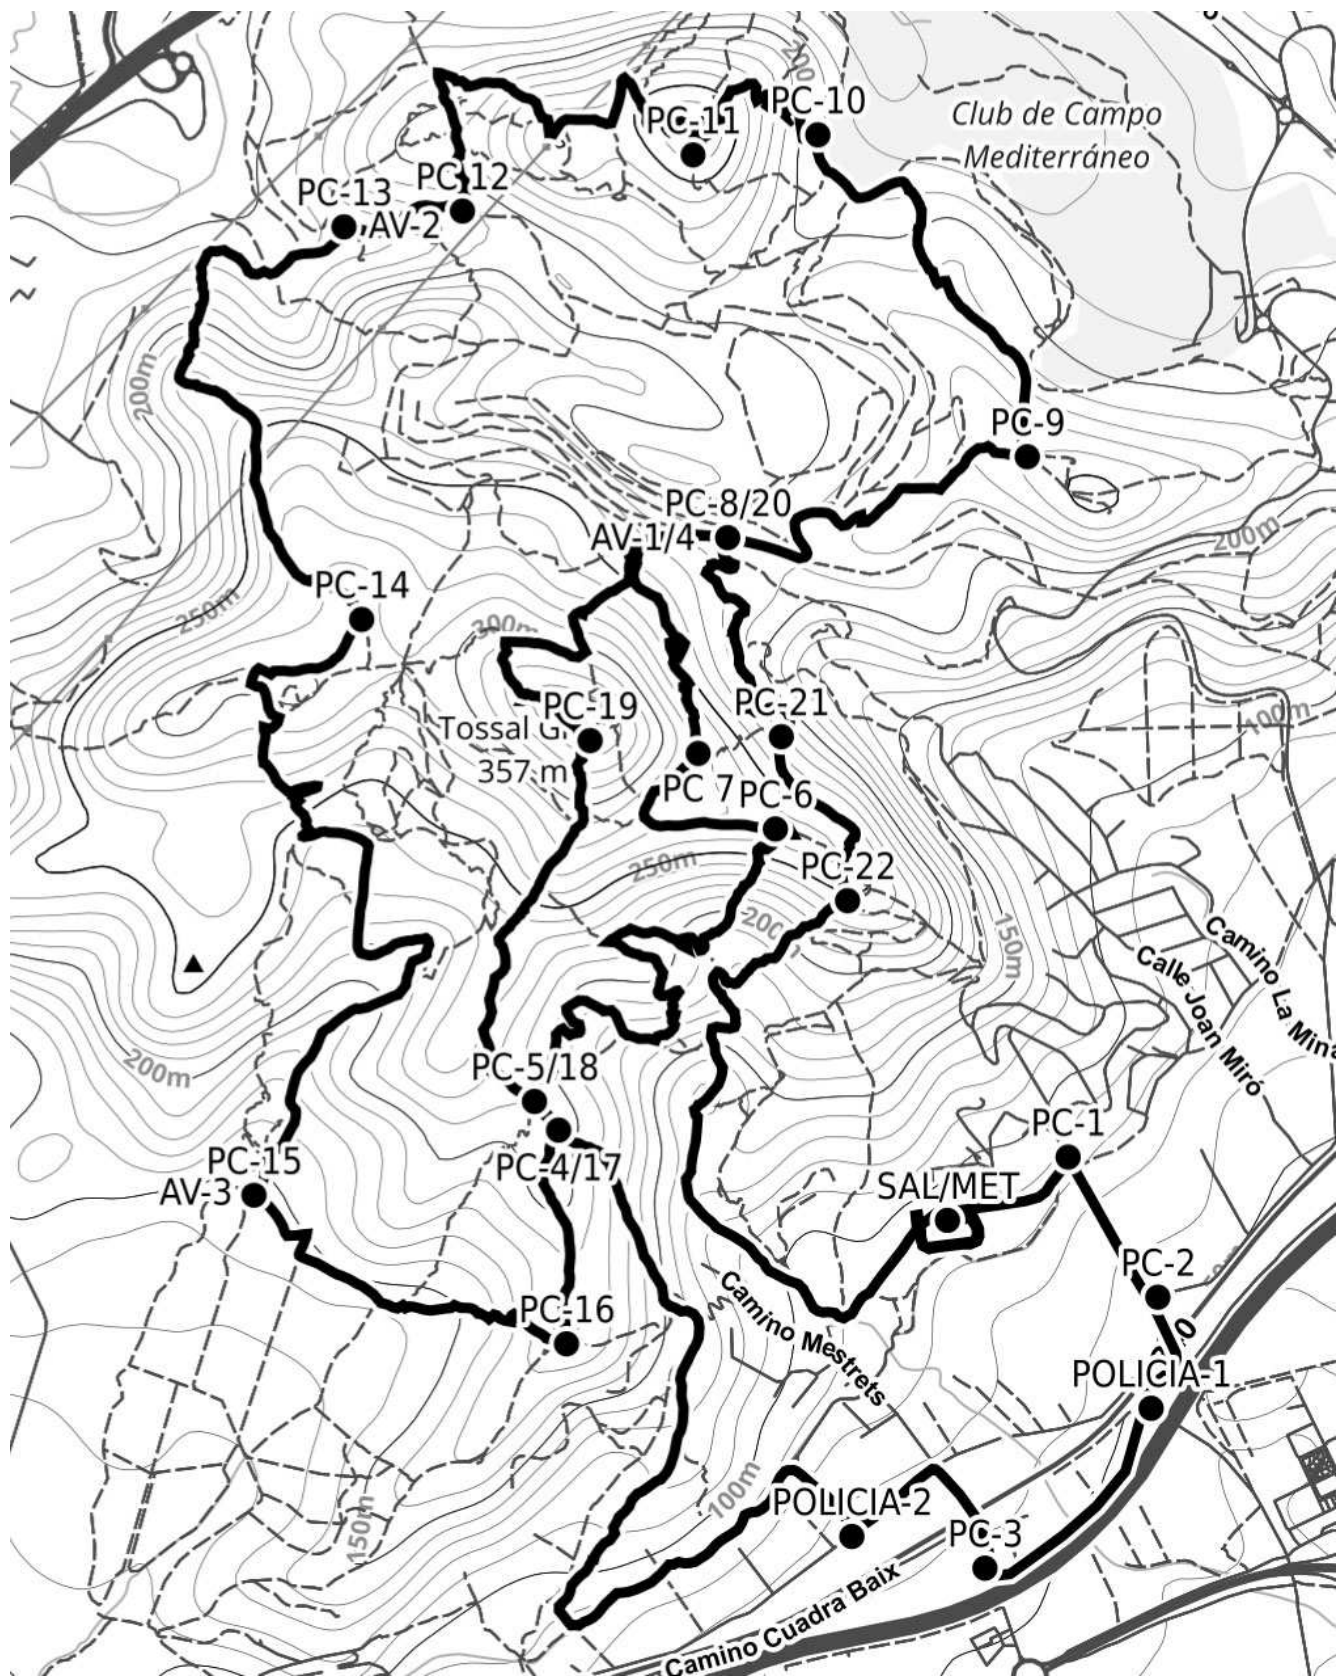 200
PC-10
PC-11
Club de Campo
Mediterráneo
PC-12
PC-13
AV-2
200m
PC-9
PC-8/20
AV-1/4
200m
PC-14
250m
300m
PC-21
PC-19
100m
Tossal G
357 m
PC 7
PC-6
250m
PC-22
200
150m
Camino La Mina
Calle Joan Miró
200m
PC-5/18
PC-1
PC-15
PC-4/17
AV-3
SAL/MET
PC-2
PC-16
Camino Mestrets
POLICIA-1
100m
POLICIA-2
150m
PC-3
Camino Cuadra Baix